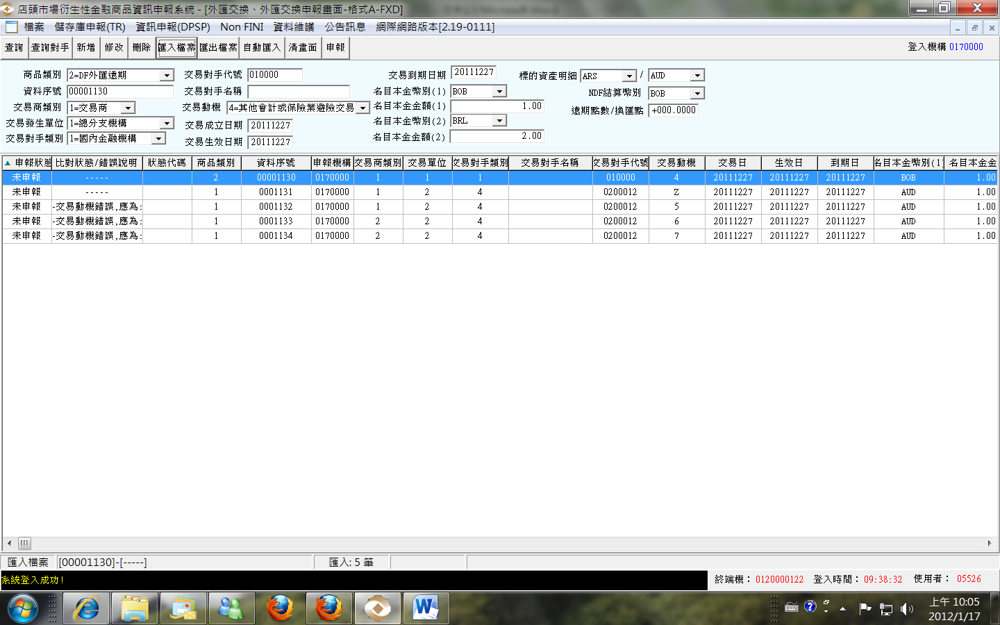 店頭市場衍生性金融商品資訊申報系統 - [外匯交換、外匯交換申報畫面-格式A-FXD]
檔案 儲存庫申報(TR) 資訊申報(DPSP) Non FINI 資料維護 公告訊息 網際網路版本[2.19-0111]
查詢 查詢對手 新增 修改 刪除 匯入檔案 匯出檔案 自動匯入 清畫面 申報 登入機構 0170000
商品類別 2=DF外匯遠期 交易對手代號 010000 交易到期日期 20111227 標的資產明細 ARS / AUD
資料序號 00001130 交易對手名稱 名目本金幣別(1) BOB NDF結算幣別 BOB
交易商類別 1=交易商 交易動機 4=其他會計或保險業避險交易 名目本金金額(1) 1.00 遠期點數/換匯點 +000.0000
交易發生單位 1=總分支機構 交易成立日期 20111227 名目本金幣別(2) BRL
交易對手類別 1=國內金融機構 交易生效日期 20111227 名目本金金額(2) 2.00
申報狀態 比對狀態/錯誤說明 狀態代碼 商品類別 資料序號 申報機構 交易商類別 交易單位 交易對手類別 交易對手名稱 交易對手代號 交易動機 交易日 生效日 到期日 名目本金幣別(1) 名目本金金
未申報 ----- 2 00001130 0170000 1 1 1 010000 4 20111227 20111227 20111227 BOB 1.00
未申報 ----- 1 0001131 0170000 1 2 4 0200012 Z 20111227 20111227 20111227 AUD 1.00
未申報 -交易動機錯誤,應為: 1 0001132 0170000 1 2 4 0200012 5 20111227 20111227 20111227 AUD 1.00
未申報 -交易動機錯誤,應為: 1 0001133 0170000 2 2 4 0200012 6 20111227 20111227 20111227 AUD 1.00
未申報 -交易動機錯誤,應為: 1 0001134 0170000 2 2 4 0200012 7 20111227 20111227 20111227 AUD 1.00
匯入檔案 [00001130]-[-----] 匯入: 5 筆
系統登入成功! 終端機： 0120000122 登入時間： 09:38:32 使用者： 05526
上午 10:05
2012/1/17